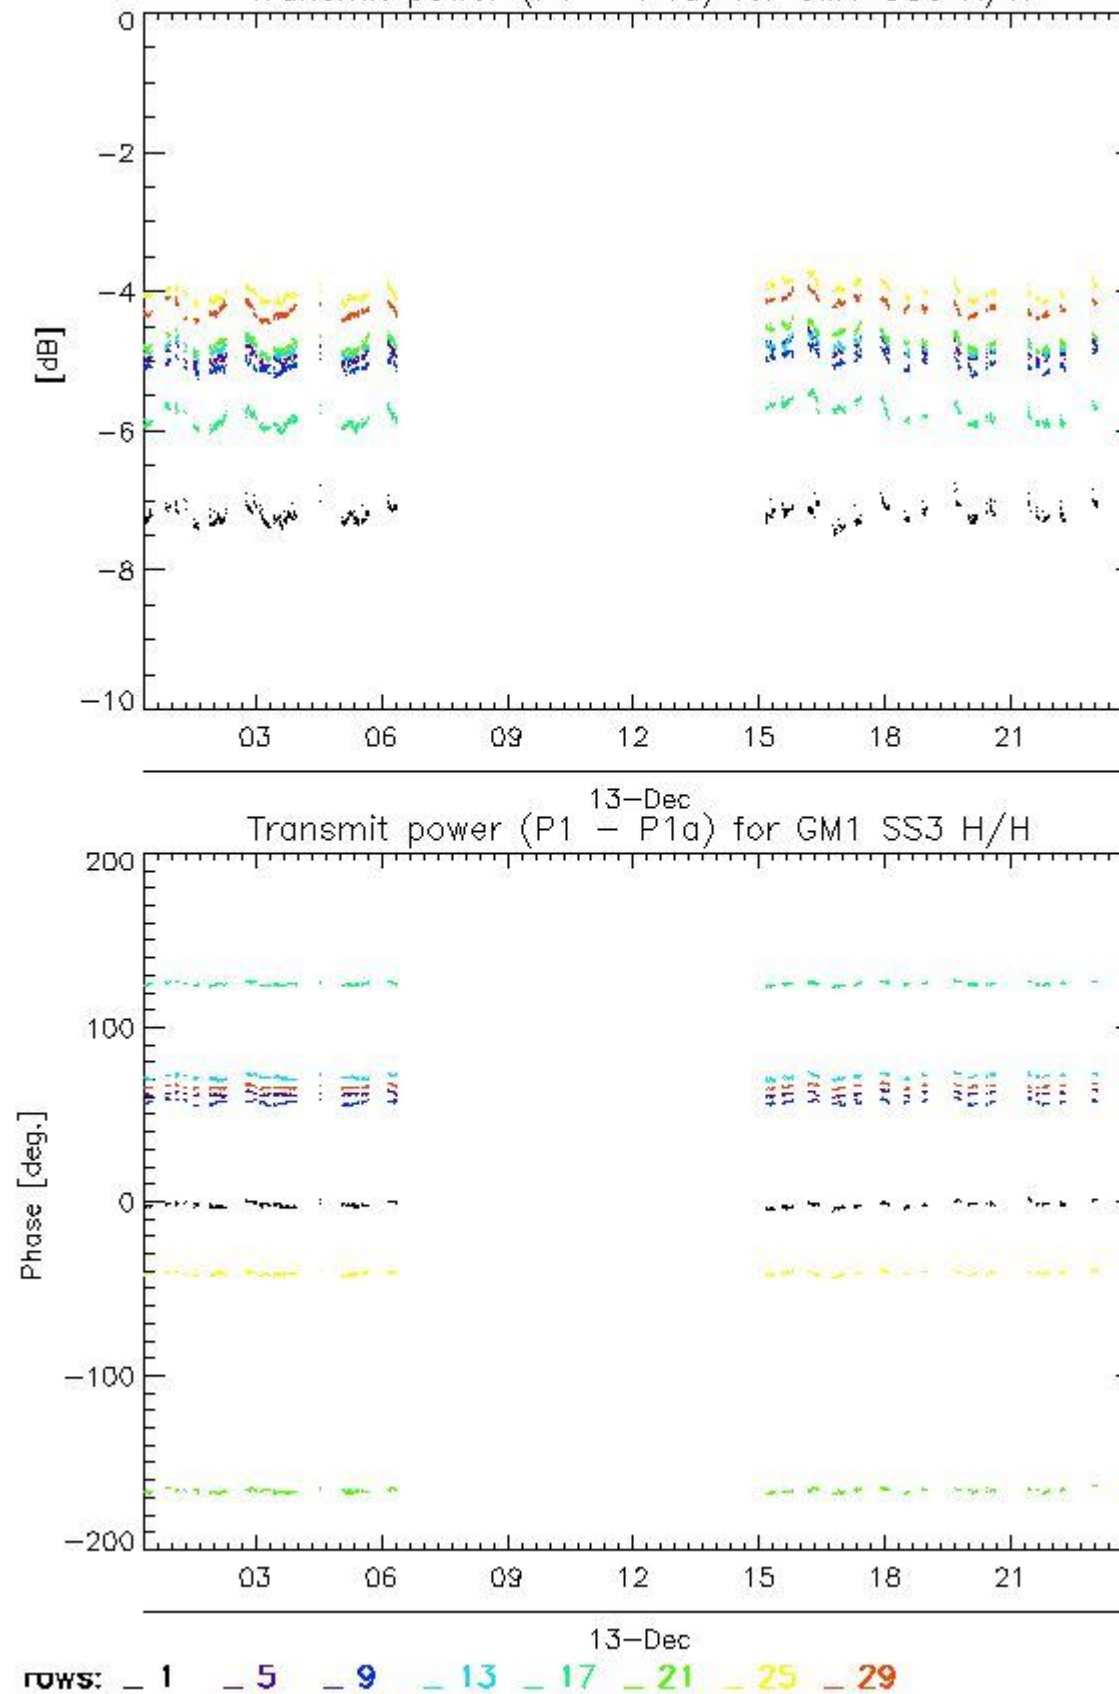 0
-2
-4
[dB]
-6
-8
-10
03 06 09 12 15 18 21
13-Dec
Transmit power (P1 - P1a) for GM1 SS3 H/H
200
100
0
Phase [deg.]
-100
-200
03 06 09 12 15 18 21
13-Dec
rows: _ 1 _ 5 _ 9 _ 13 _ 17 _ 21 _ 25 _ 29